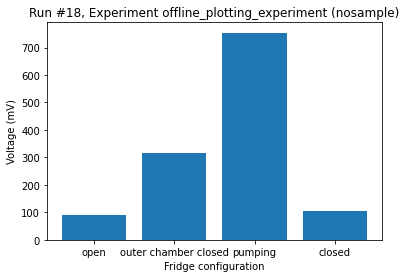 Run #18, Experiment offline_plotting_experiment (nosample)
Voltage (mV)
700
600
500
400
300
200
100
0
open
outer chamber closed
pumping
closed
Fridge configuration